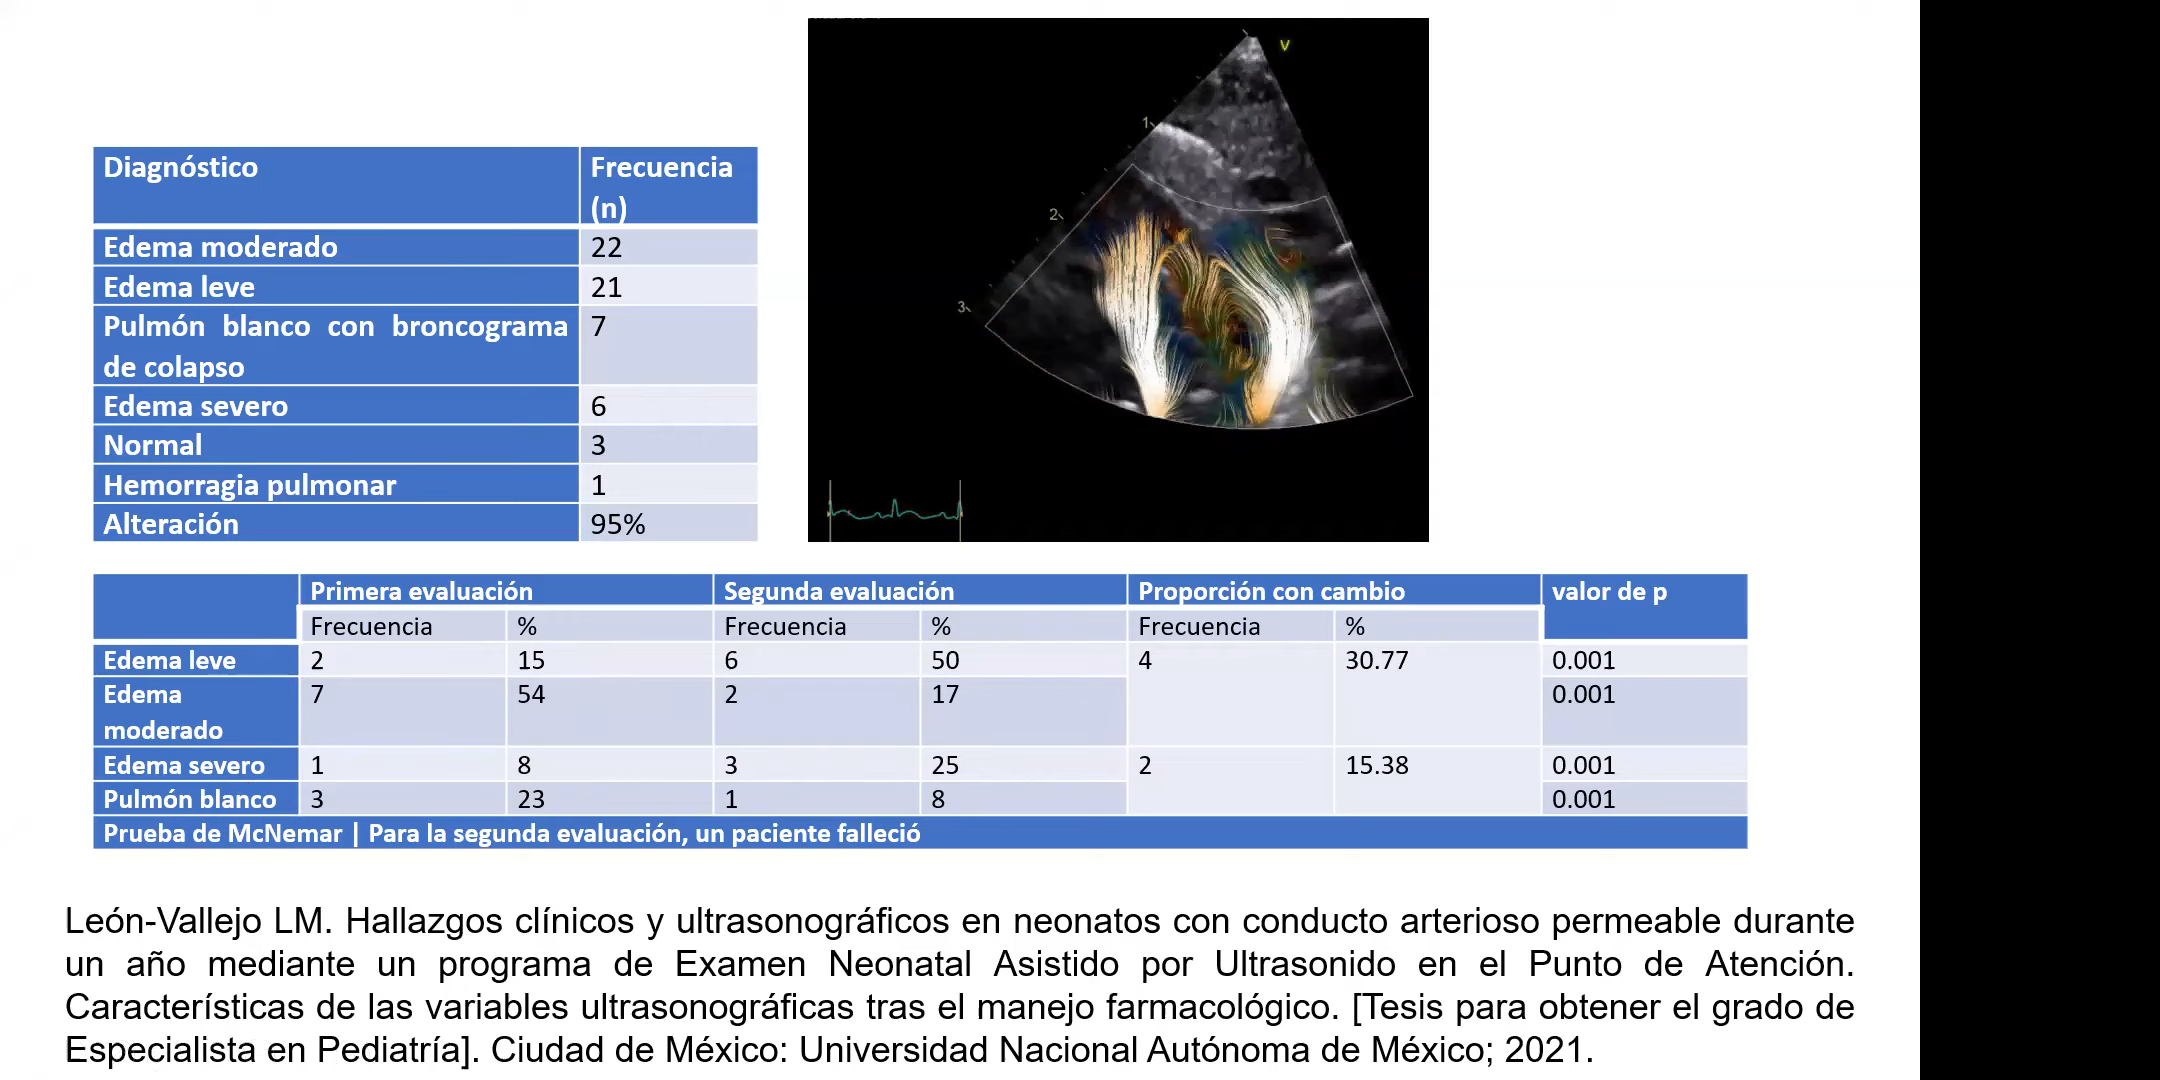 Diagnóstico Frecuencia (n)
Edema moderado 22
Edema leve 21
Pulmón blanco con broncograma de colapso 7
Edema severo 6
Normal 3
Hemorragia pulmonar 1
Alteración 95%
V
1
2
3
Primera evaluación Segunda evaluación Proporción con cambio valor de p
Frecuencia % Frecuencia % Frecuencia %
Edema leve 2 15 6 50 4 30.77 0.001
Edema moderado 7 54 2 17 0.001
Edema severo 1 8 3 25 2 15.38 0.001
Pulmón blanco 3 23 1 8 0.001
Prueba de McNemar | Para la segunda evaluación, un paciente falleció
León-Vallejo LM. Hallazgos clínicos y ultrasonográficos en neonatos con conducto arterioso permeable durante
un año mediante un programa de Examen Neonatal Asistido por Ultrasonido en el Punto de Atención.
Características de las variables ultrasonográficas tras el manejo farmacológico. [Tesis para obtener el grado de
Especialista en Pediatría]. Ciudad de México: Universidad Nacional Autónoma de México; 2021.